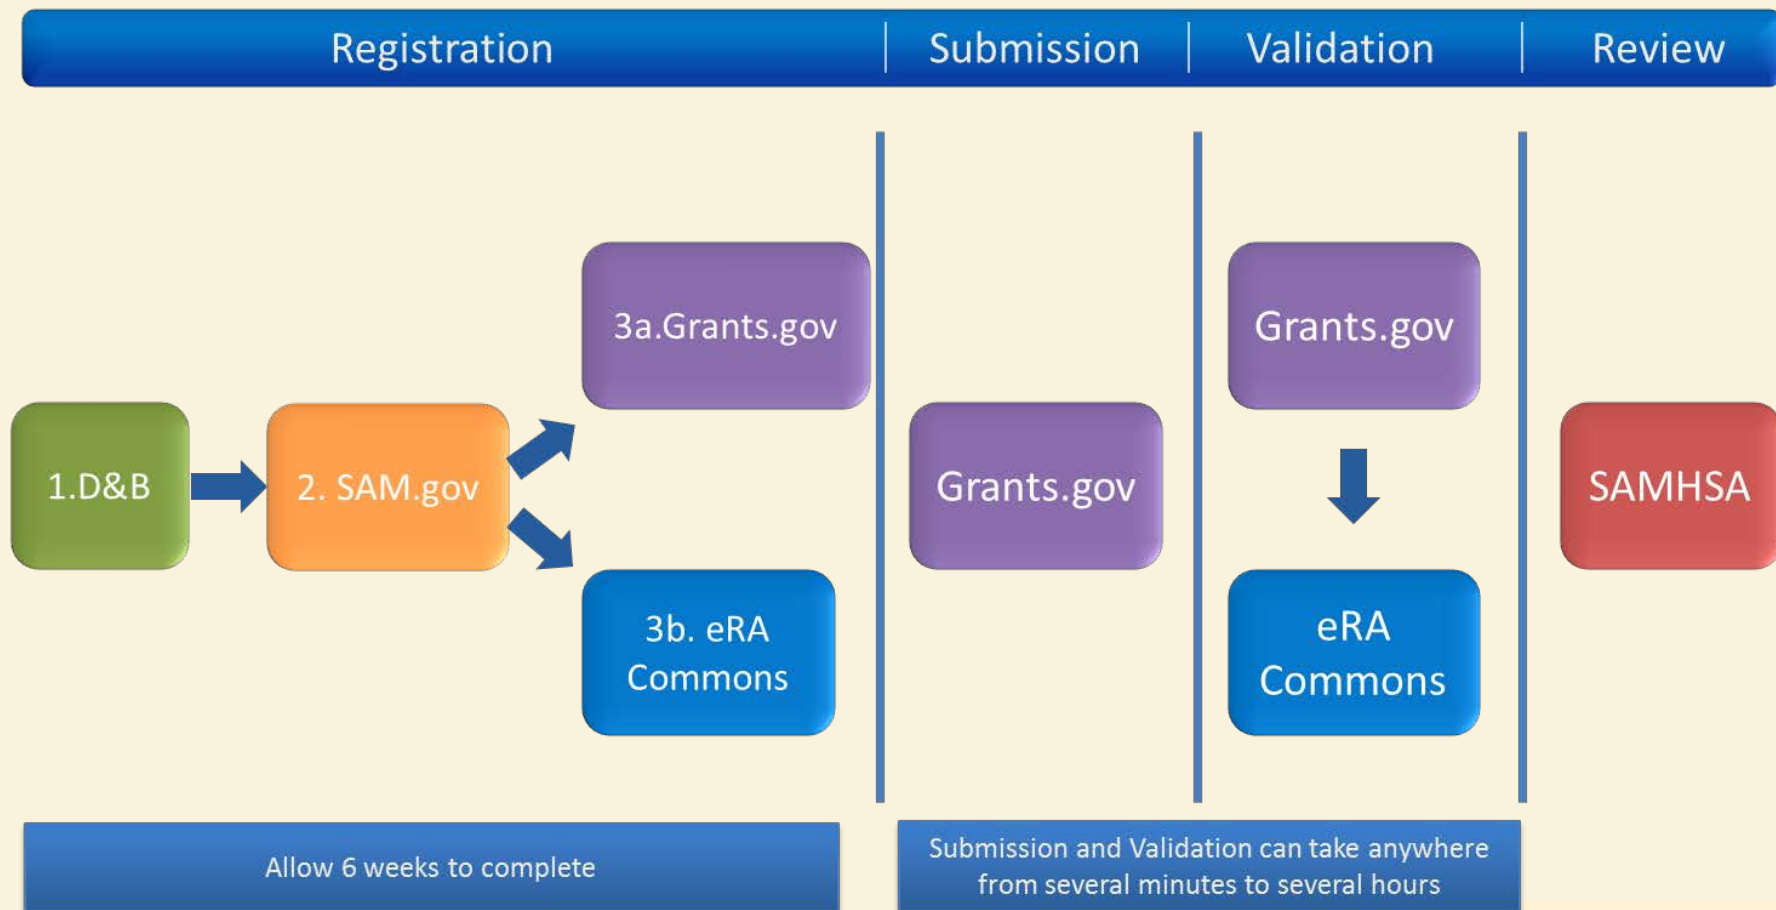 Registration
Submission
Validation
Review
1.D&B
2. SAM.gov
3a.Grants.gov
3b. eRA
Commons
Grants.gov
Grants.gov
eRA
Commons
SAMHSA
Allow 6 weeks to complete
Submission and Validation can take anywhere
from several minutes to several hours